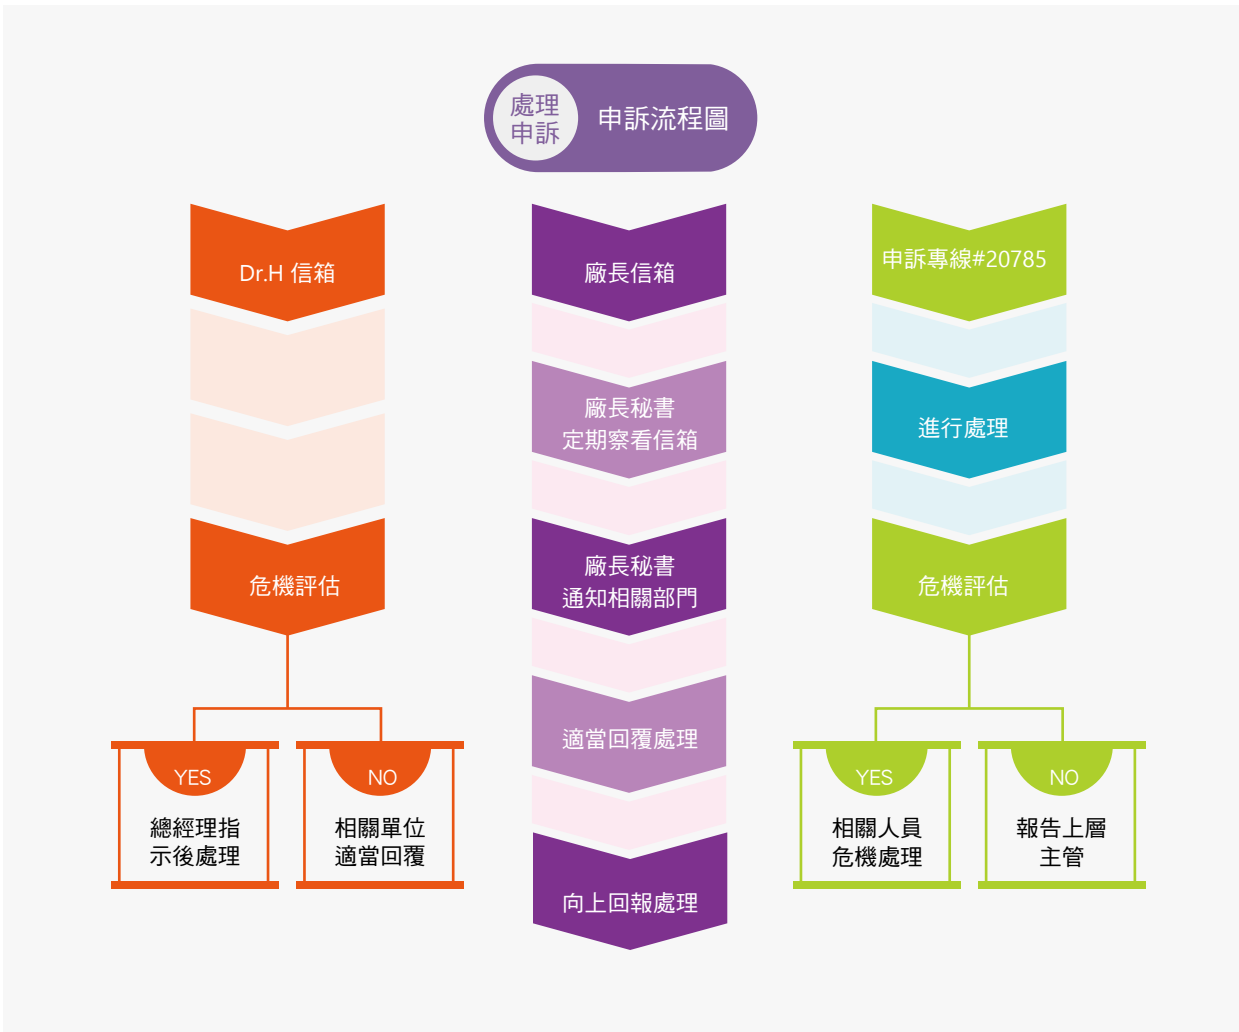 處理
申訴
申訴流程圖
Dr.H 信箱
危機評估
YES
總經理指
示後處理
NO
相關單位
適當回覆
廠長信箱
廠長秘書
定期察看信箱
廠長秘書
通知相關部門
適當回覆處理
向上回報處理
申訴專線#20785
進行處理
危機評估
YES
相關人員
危機處理
NO
報告上層
主管